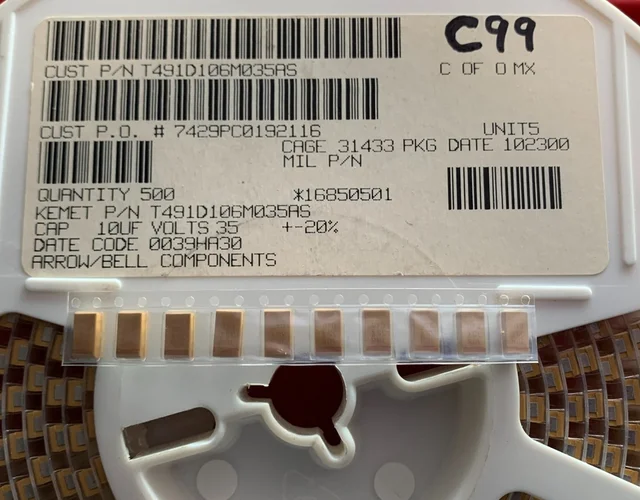 C99
CUST P/N T491D106M035AS
C OF O MX
CUST P.O. # 7429PC0192116
UNIT5
CAGE 31433 PKG DATE 102300
MIL P/N
QUANTITY 500 *16850501
KEMET P/N T491D106M035AS
CAP 10UF VOLTS 35 +-20%
DATE CODE 0039HA30
ARROW/BELL COMPONENTS